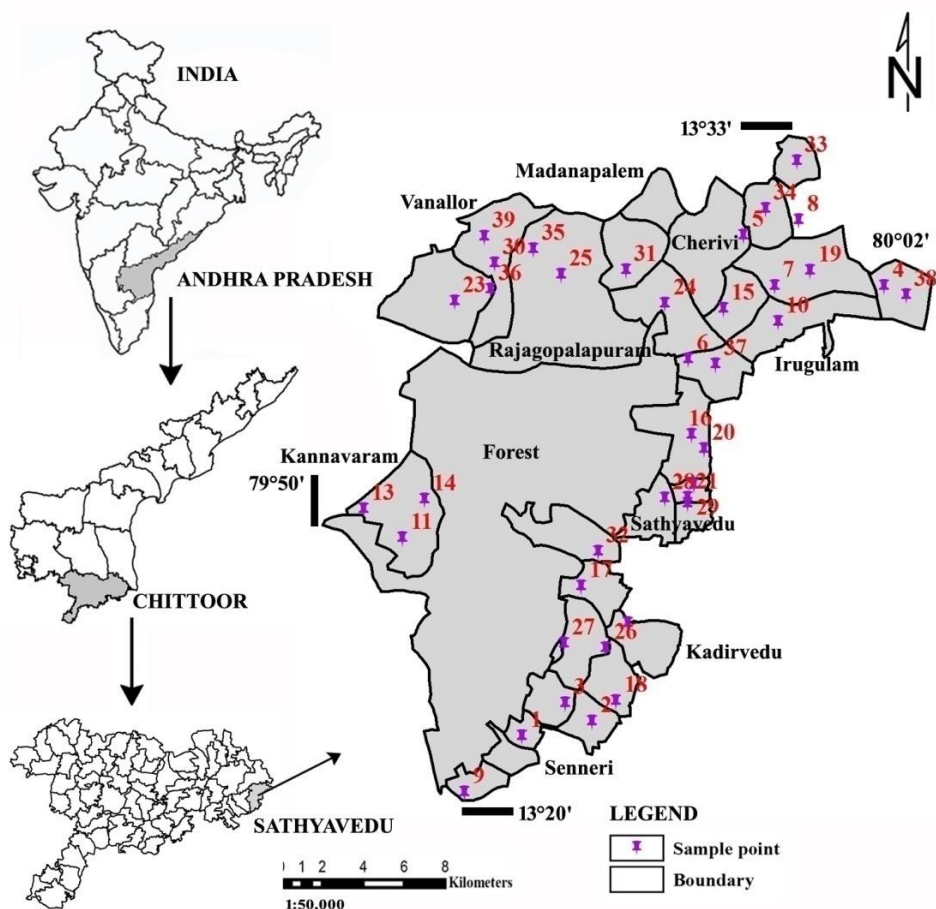 INDIA
ANDHRA PRADESH
CHITTOOR
SATHYAVEDU
N
13°33'
33
Madanapalem
34
8
Vanallor
39
5
35
Cherivi
80°02'
30
25
31
19
36
7
4
38
23
24
15
10
Rajagopalapuram
6
37
Irugulam
16
20
Forest
Kannavaram
79°50'
13
14
28
21
29
11
Sathyavedu
32
17
27
26
Kadirvedu
3
18
2
1
Senneri
9
13°20'
LEGEND
Sample point
Boundary
0 1 2 4 6 8
Kilometers
1:50,000